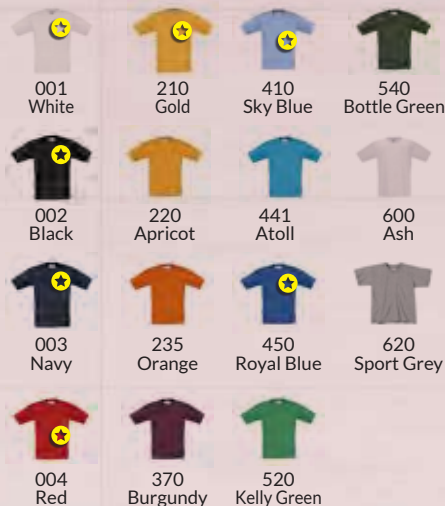 001
White
210
Gold
410
Sky Blue
540
Bottle Green
002
Black
220
Apricot
441
Atoll
600
Ash
003
Navy
235
Orange
450
Royal Blue
620
Sport Grey
004
Red
370
Burgundy
520
Kelly Green